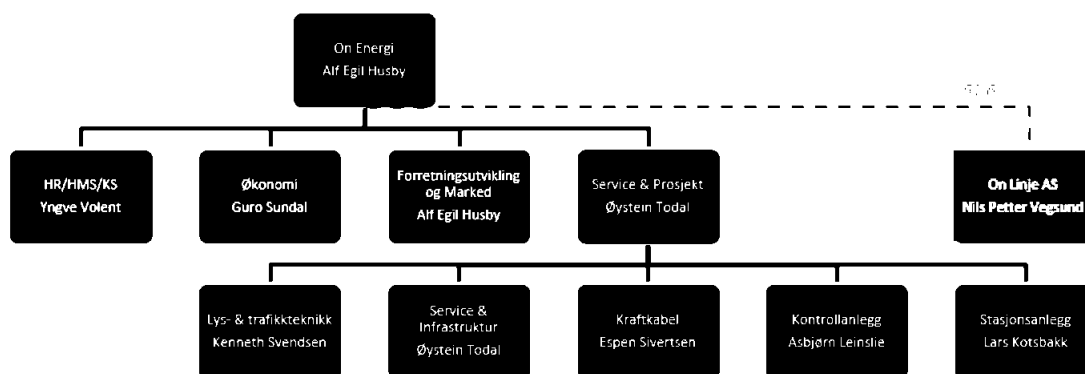 On Energi
Alf Egil Husby
HR/HMS/KS
Yngve Volent
Økonomi
Guro Sundal
Forretningsutvikling
og Marked
Alf Egil Husby
Service & Prosjekt
Øystein Todal
On Linje AS
Nils Petter Vegsund
Lys- & trafikkteknikk
Kenneth Svendsen
Service &
Infrastruktur
Øystein Todal
Kraftkabel
Espen Sivertsen
Kontrollanlegg
Asbjørn Leinslie
Stasjonsanlegg
Lars Kotsbakk